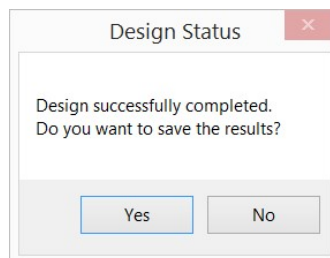 Design Status
Design successfully completed.
Do you want to save the results?
Yes
No